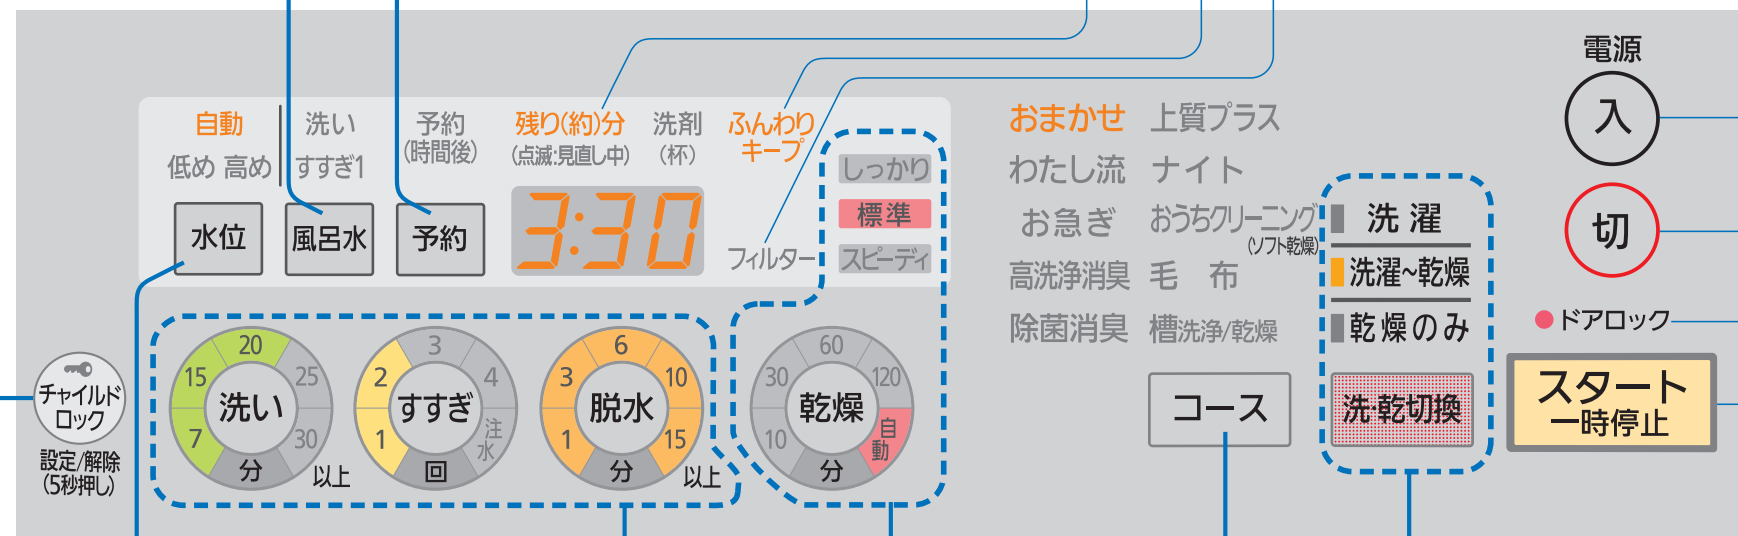 自動
洗い
予約
(時間後)
残り(約)分
(点滅:見直し中)
洗剤
(杯)
ふんわり
キープ
低め 高め
すすぎ1
水位
風呂水
予約
3:30
フィルター
しっかり
標準
スピーディ
おまかせ
上質プラス
わたし流
ナイト
お急ぎ
おうちクリーニング
(ソフト乾燥)
高洗浄消臭
毛 布
除菌消臭
槽洗浄/乾燥
洗 濯
洗濯~乾燥
乾燥のみ
電源
入
切
ドアロック
チャイルド
ロック
設定/解除
(5秒押し)
7
15
20
25
30
洗い
分
以上
1
2
3
4
注水
すすぎ
回
1
3
6
10
15
脱水
分
以上
10
30
60
120
自動
乾燥
分
コース
洗・乾切換
スタート
一時停止